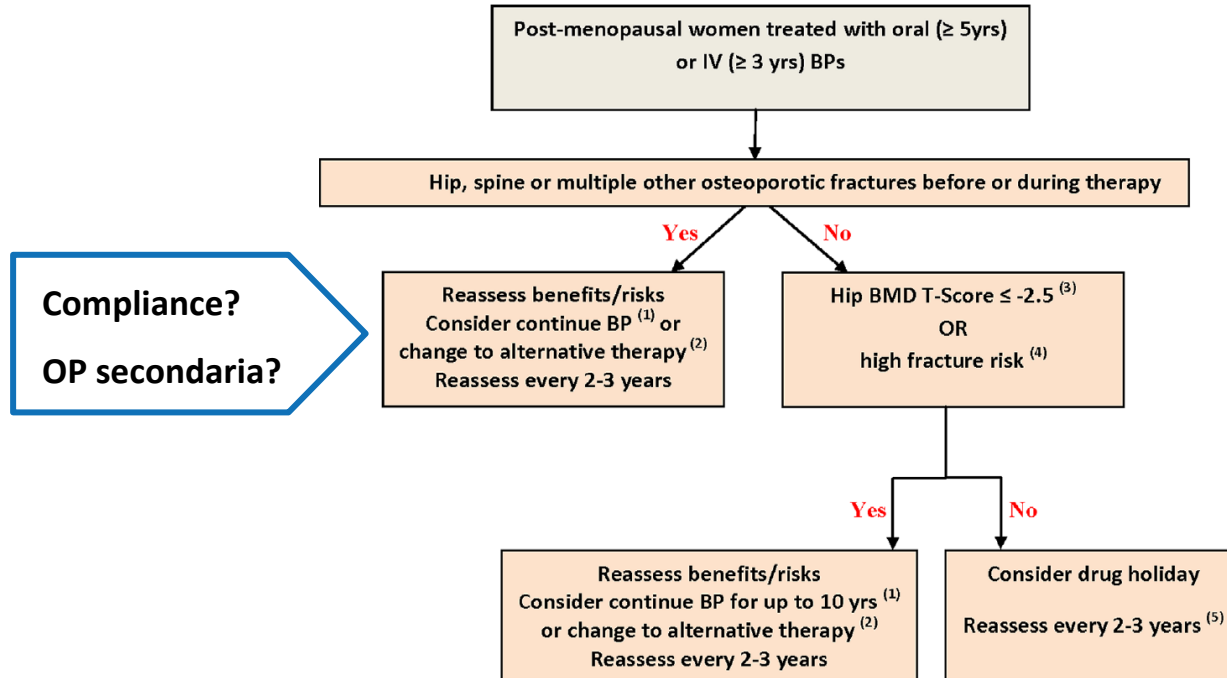 Post-menopausal women treated with oral (≥ 5yrs)
or IV (≥ 3 yrs) BPs
Hip, spine or multiple other osteoporotic fractures before or during therapy
Yes
No
Compliance?
OP secondaria?
Reassess benefits/risks
Consider continue BP (1) or
change to alternative therapy (2)
Reassess every 2-3 years
Hip BMD T-Score ≤ -2.5 (3)
OR
high fracture risk (4)
Yes
No
Reassess benefits/risks
Consider continue BP for up to 10 yrs (1)
or change to alternative therapy (2)
Reassess every 2-3 years
Consider drug holiday
Reassess every 2-3 years (5)